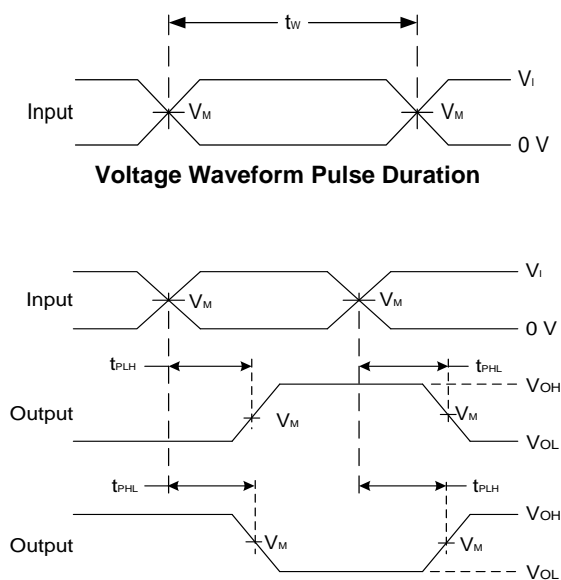 tW
VI
Input
VM
VM
0 V
Voltage Waveform Pulse Duration
VI
Input
VM
VM
0 V
tPLH
tPHL
VOH
Output
VM
VM
VOL
tPHL
tPLH
VOH
Output
VM
VM
VOL